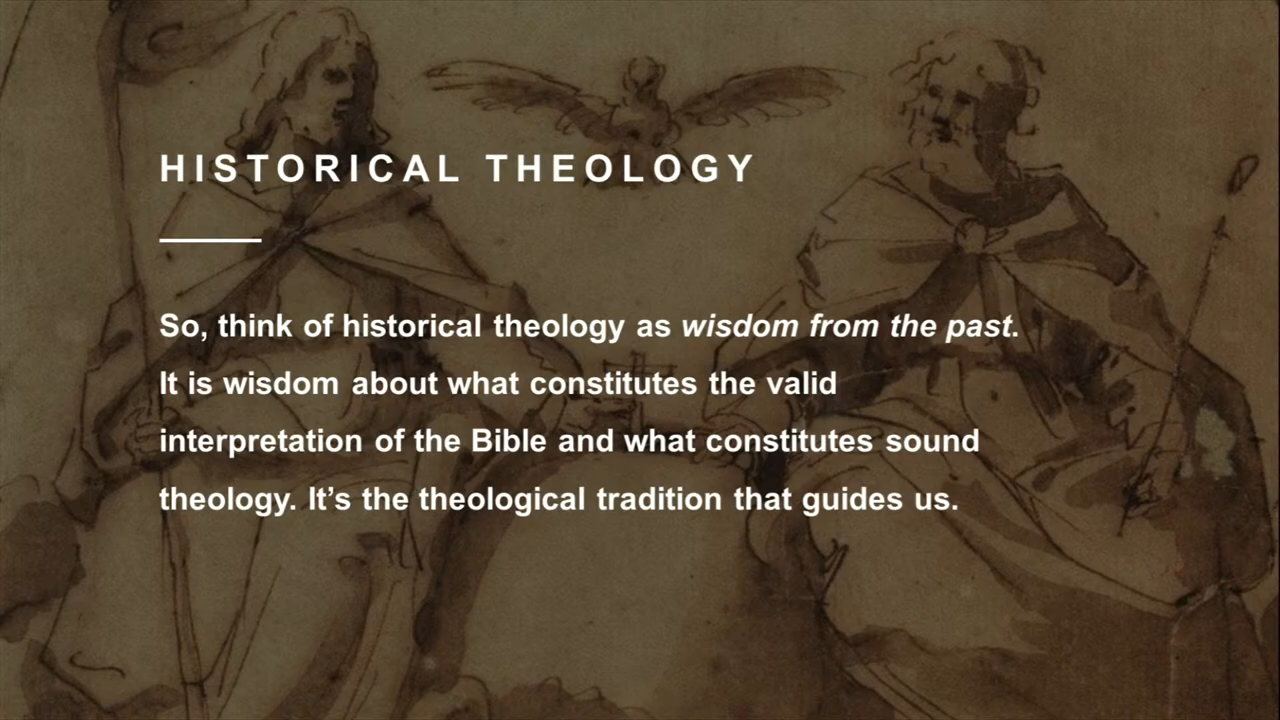 HISTORICAL THEOLOGY
So, think of historical theology as wisdom from the past.
It is wisdom about what constitutes the valid
interpretation of the Bible and what constitutes sound
theology. It’s the theological tradition that guides us.